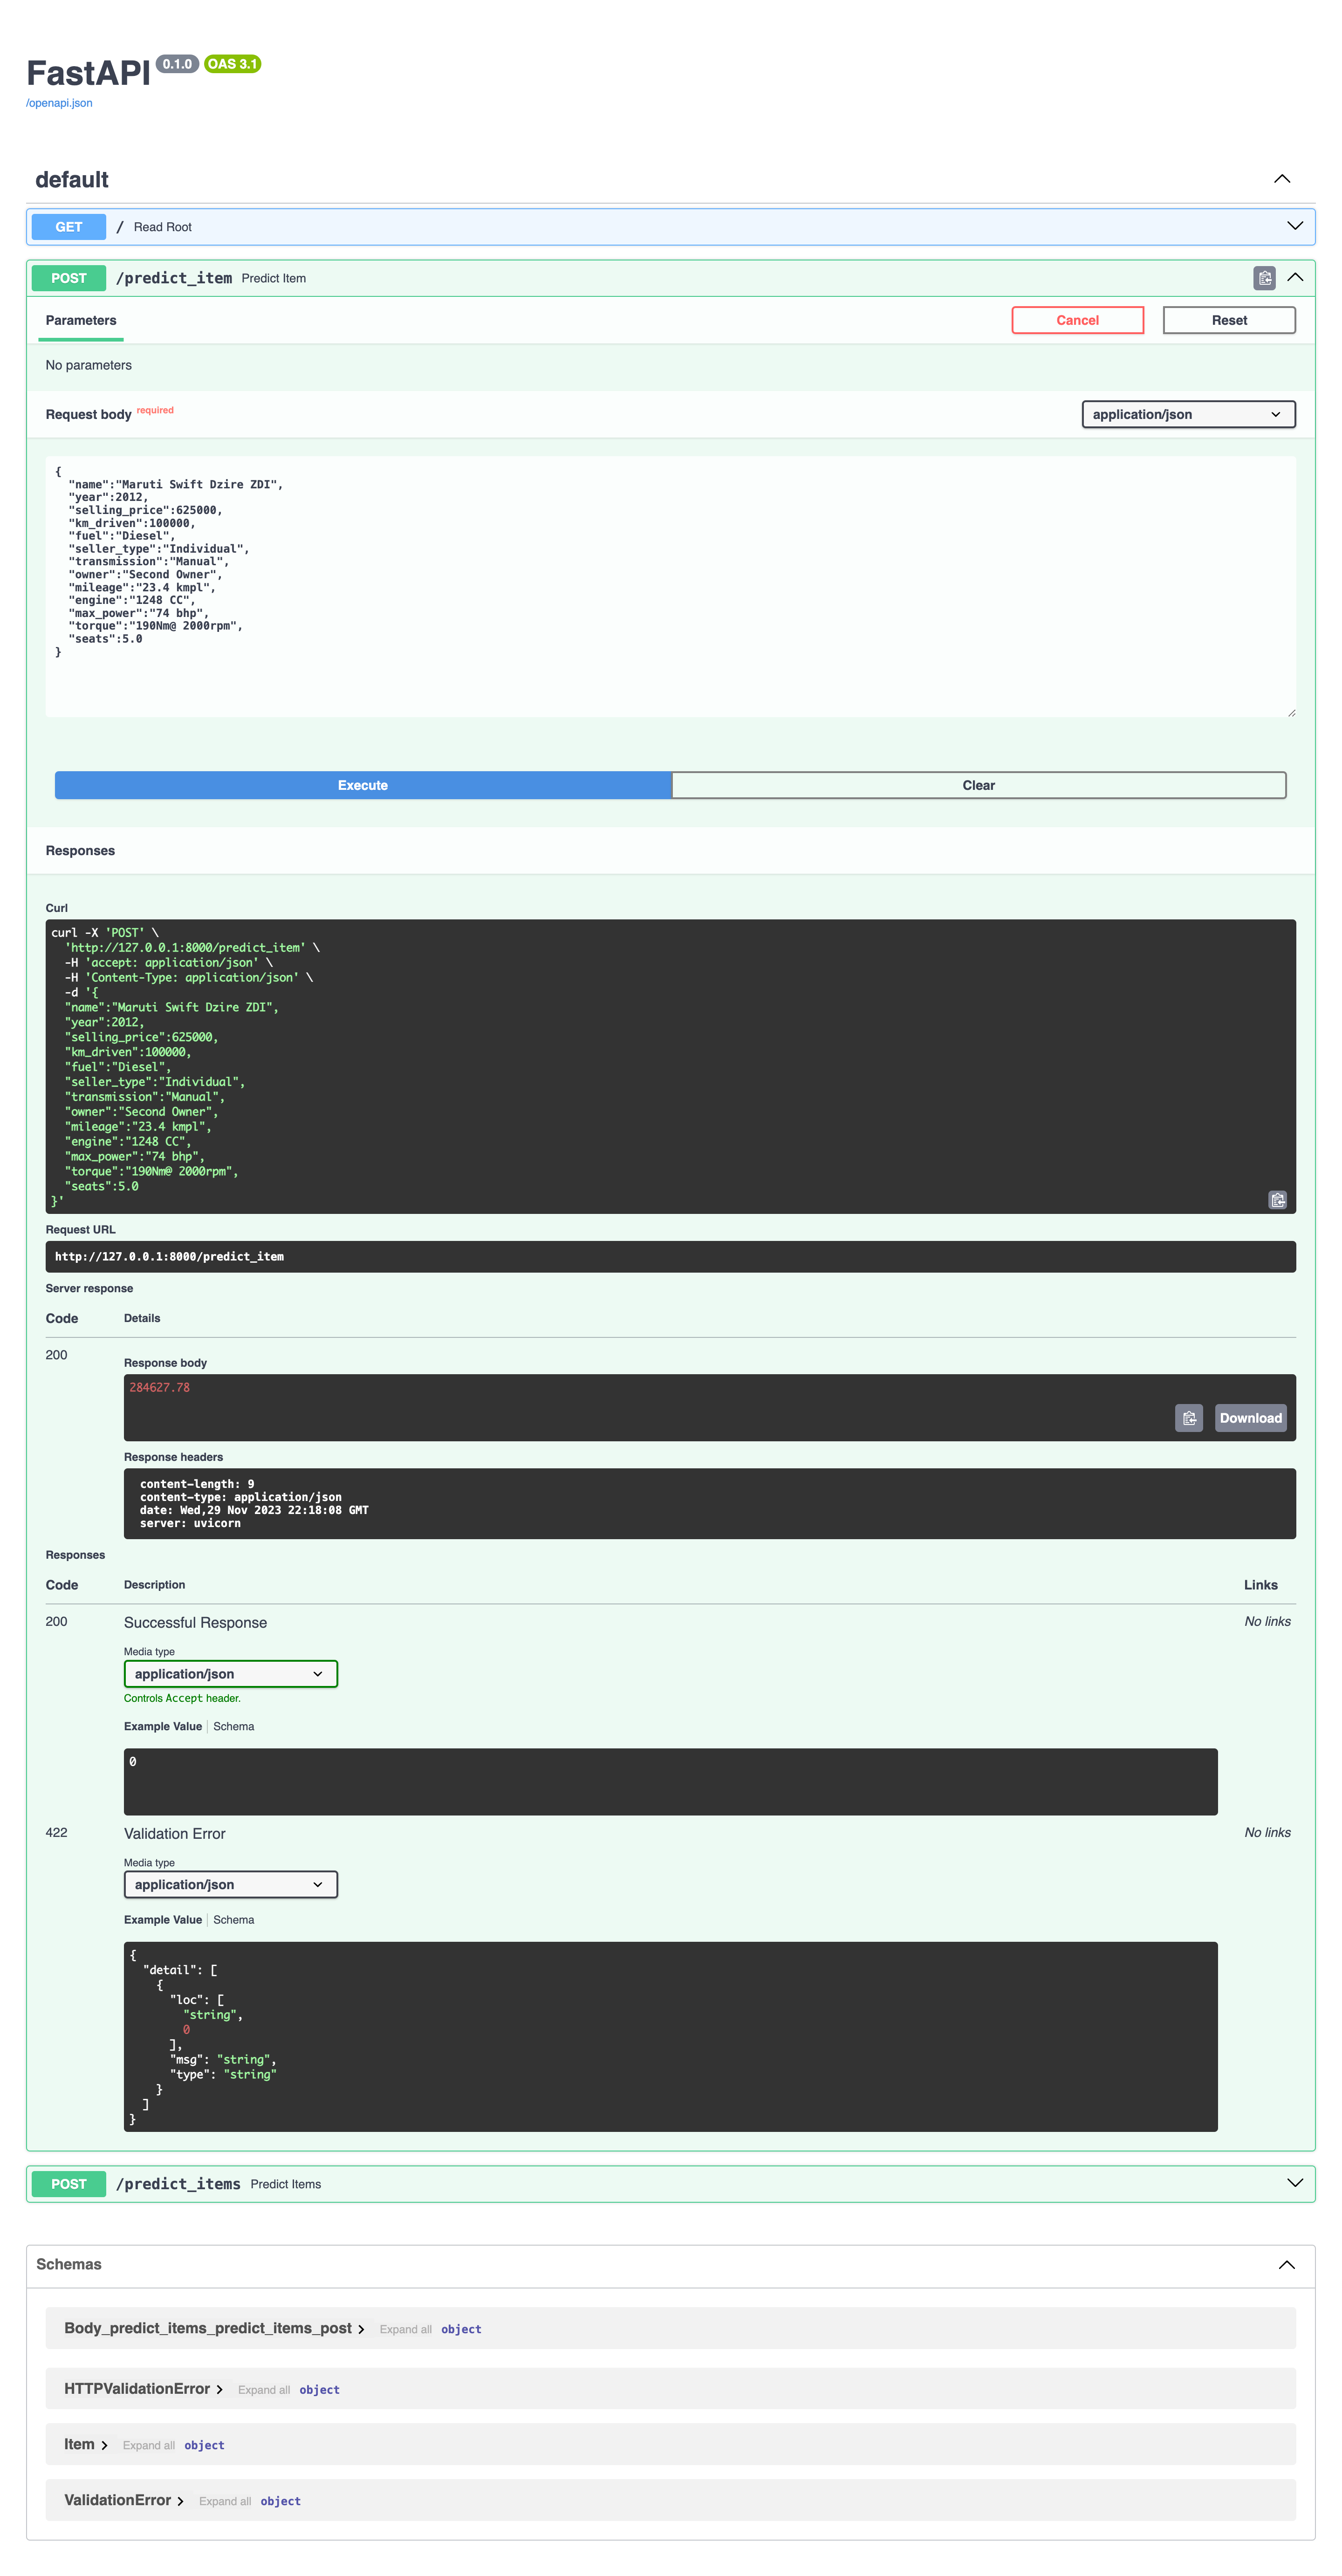 FastAPI 0.1.0 OAS 3.1
/openapi.json
default
GET / Read Root
POST /predict_item Predict Item
Parameters Cancel Reset
No parameters
Request body required application/json
{
  "name":"Maruti Swift Dzire ZDI",
  "year":2012,
  "selling_price":625000,
  "km_driven":100000,
  "fuel":"Diesel",
  "seller_type":"Individual",
  "transmission":"Manual",
  "owner":"Second Owner",
  "mileage":"23.4 kmpl",
  "engine":"1248 CC",
  "max_power":"74 bhp",
  "torque":"190Nm@ 2000rpm",
  "seats":5.0
}
Execute Clear
Responses
Curl
curl -X 'POST' \
  'http://127.0.0.1:8000/predict_item' \
  -H 'accept: application/json' \
  -H 'Content-Type: application/json' \
  -d '{
  "name":"Maruti Swift Dzire ZDI",
  "year":2012,
  "selling_price":625000,
  "km_driven":100000,
  "fuel":"Diesel",
  "seller_type":"Individual",
  "transmission":"Manual",
  "owner":"Second Owner",
  "mileage":"23.4 kmpl",
  "engine":"1248 CC",
  "max_power":"74 bhp",
  "torque":"190Nm@ 2000rpm",
  "seats":5.0
}'
Request URL
http://127.0.0.1:8000/predict_item
Server response
Code Details
200
Response body
284627.78
Download
Response headers
content-length: 9
content-type: application/json
date: Wed,29 Nov 2023 22:18:08 GMT
server: uvicorn
Responses
Code Description Links
200 Successful Response No links
Media type
application/json
Controls Accept header.
Example Value Schema
0
422 Validation Error No links
Media type
application/json
Example Value Schema
{
  "detail": [
    {
      "loc": [
        "string",
        0
      ],
      "msg": "string",
      "type": "string"
    }
  ]
}
POST /predict_items Predict Items
Schemas
Body_predict_items_predict_items_post Expand all object
HTTPValidationError Expand all object
Item Expand all object
ValidationError Expand all object